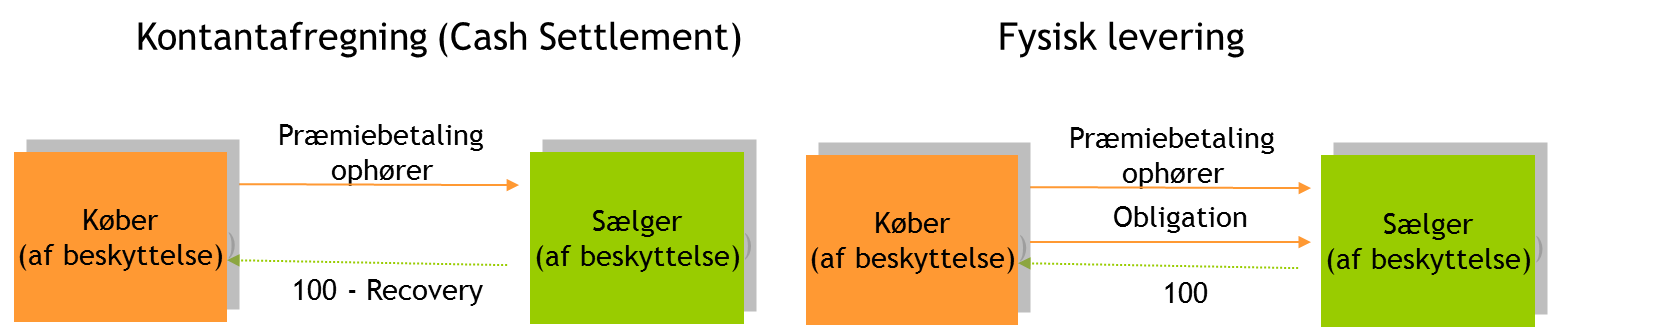 Kontantafregning (Cash Settlement)
Præmiebetaling
ophører
Køber
(af beskyttelse)
Sælger
(af beskyttelse)
100 - Recovery
Fysisk levering
Præmiebetaling
ophører
Obligation
Køber
(af beskyttelse)
Sælger
(af beskyttelse)
100